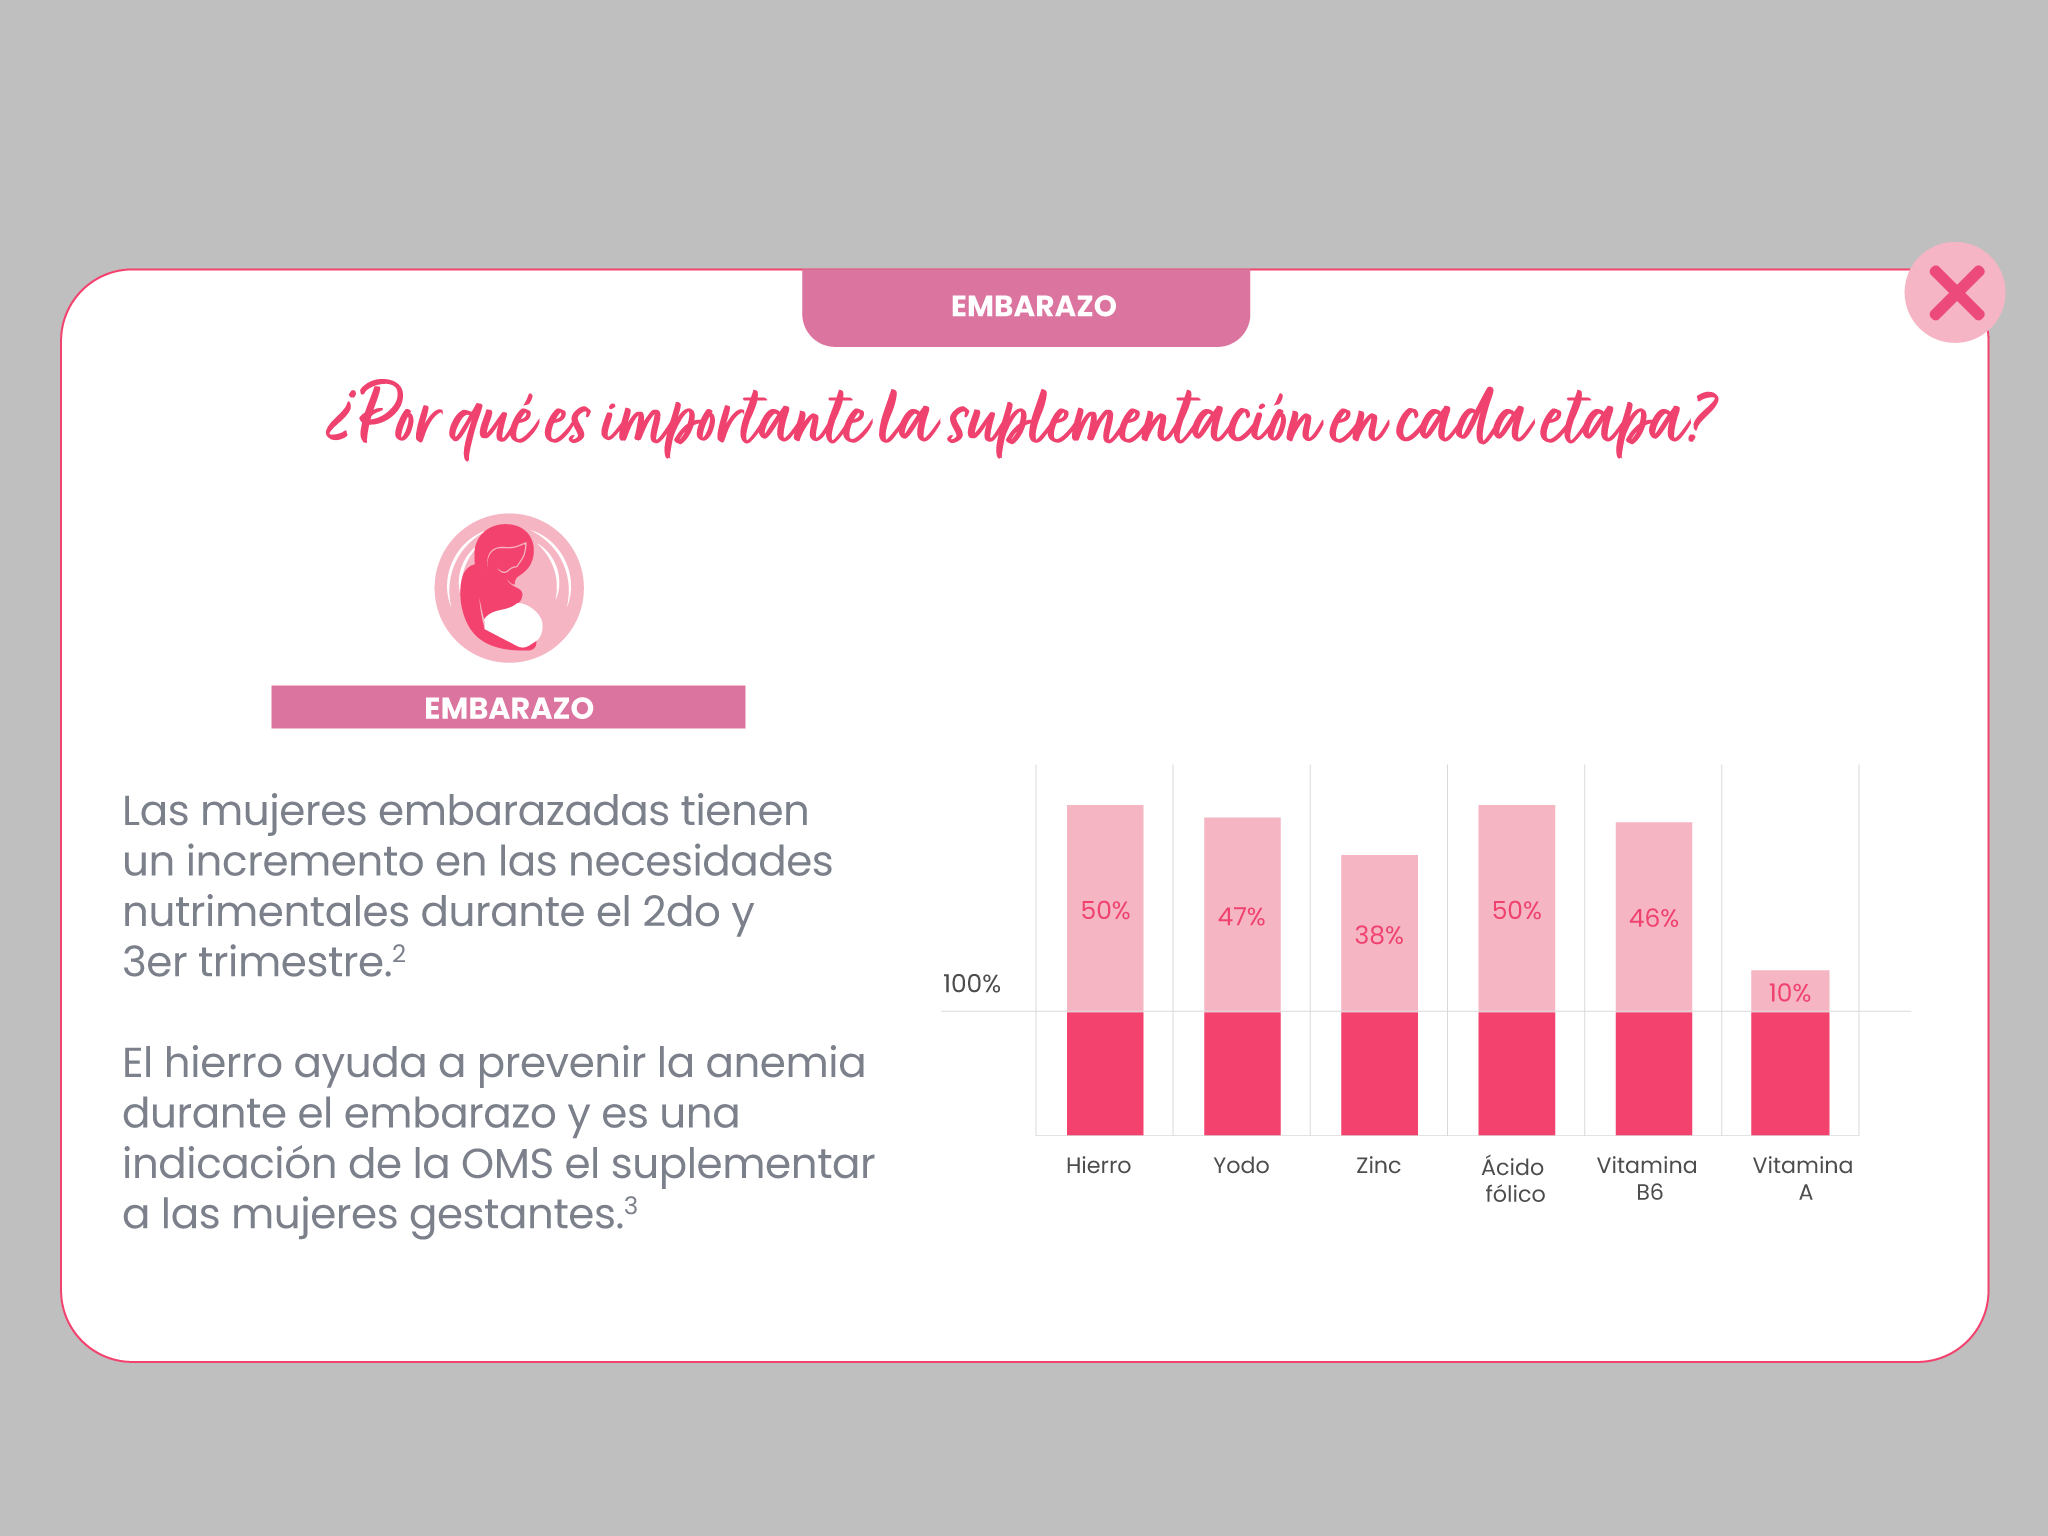 EMBARAZO
¿Por qué es importante la suplementación en cada etapa?
EMBARAZO
Las mujeres embarazadas tienen
un incremento en las necesidades
nutrimentales durante el 2do y
3er trimestre.²
El hierro ayuda a prevenir la anemia
durante el embarazo y es una
indicación de la OMS el suplementar
a las mujeres gestantes.³
50%
47%
38%
50%
46%
10%
100%
Hierro
Yodo
Zinc
Ácido
fólico
Vitamina
B6
Vitamina
A